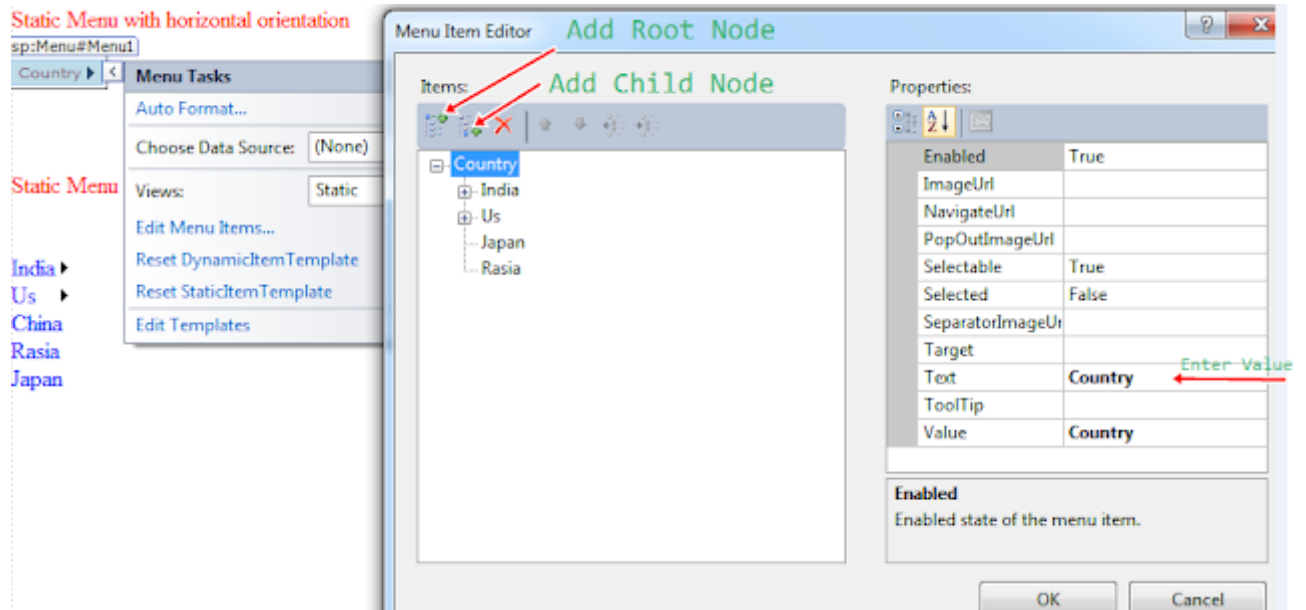 Static Menu with horizontal orientation
sp:Menu#Menu1
Country
Menu Tasks
Auto Format...
Choose Data Source: (None)
Views: Static
Edit Menu Items...
Reset DynamicItemTemplate
Reset StaticItemTemplate
Edit Templates
Static Menu
India
Us
China
Rasia
Japan
Menu Item Editor
Add Root Node
Items:
Add Child Node
Country
India
Us
Japan
Rasia
Properties:
Enabled True
ImageUrl
NavigateUrl
PopOutImageUrl
Selectable True
Selected False
SeparatorImageUr
Target
Text Country
Enter Value
ToolTip
Value Country
Enabled
Enabled state of the menu item.
OK Cancel